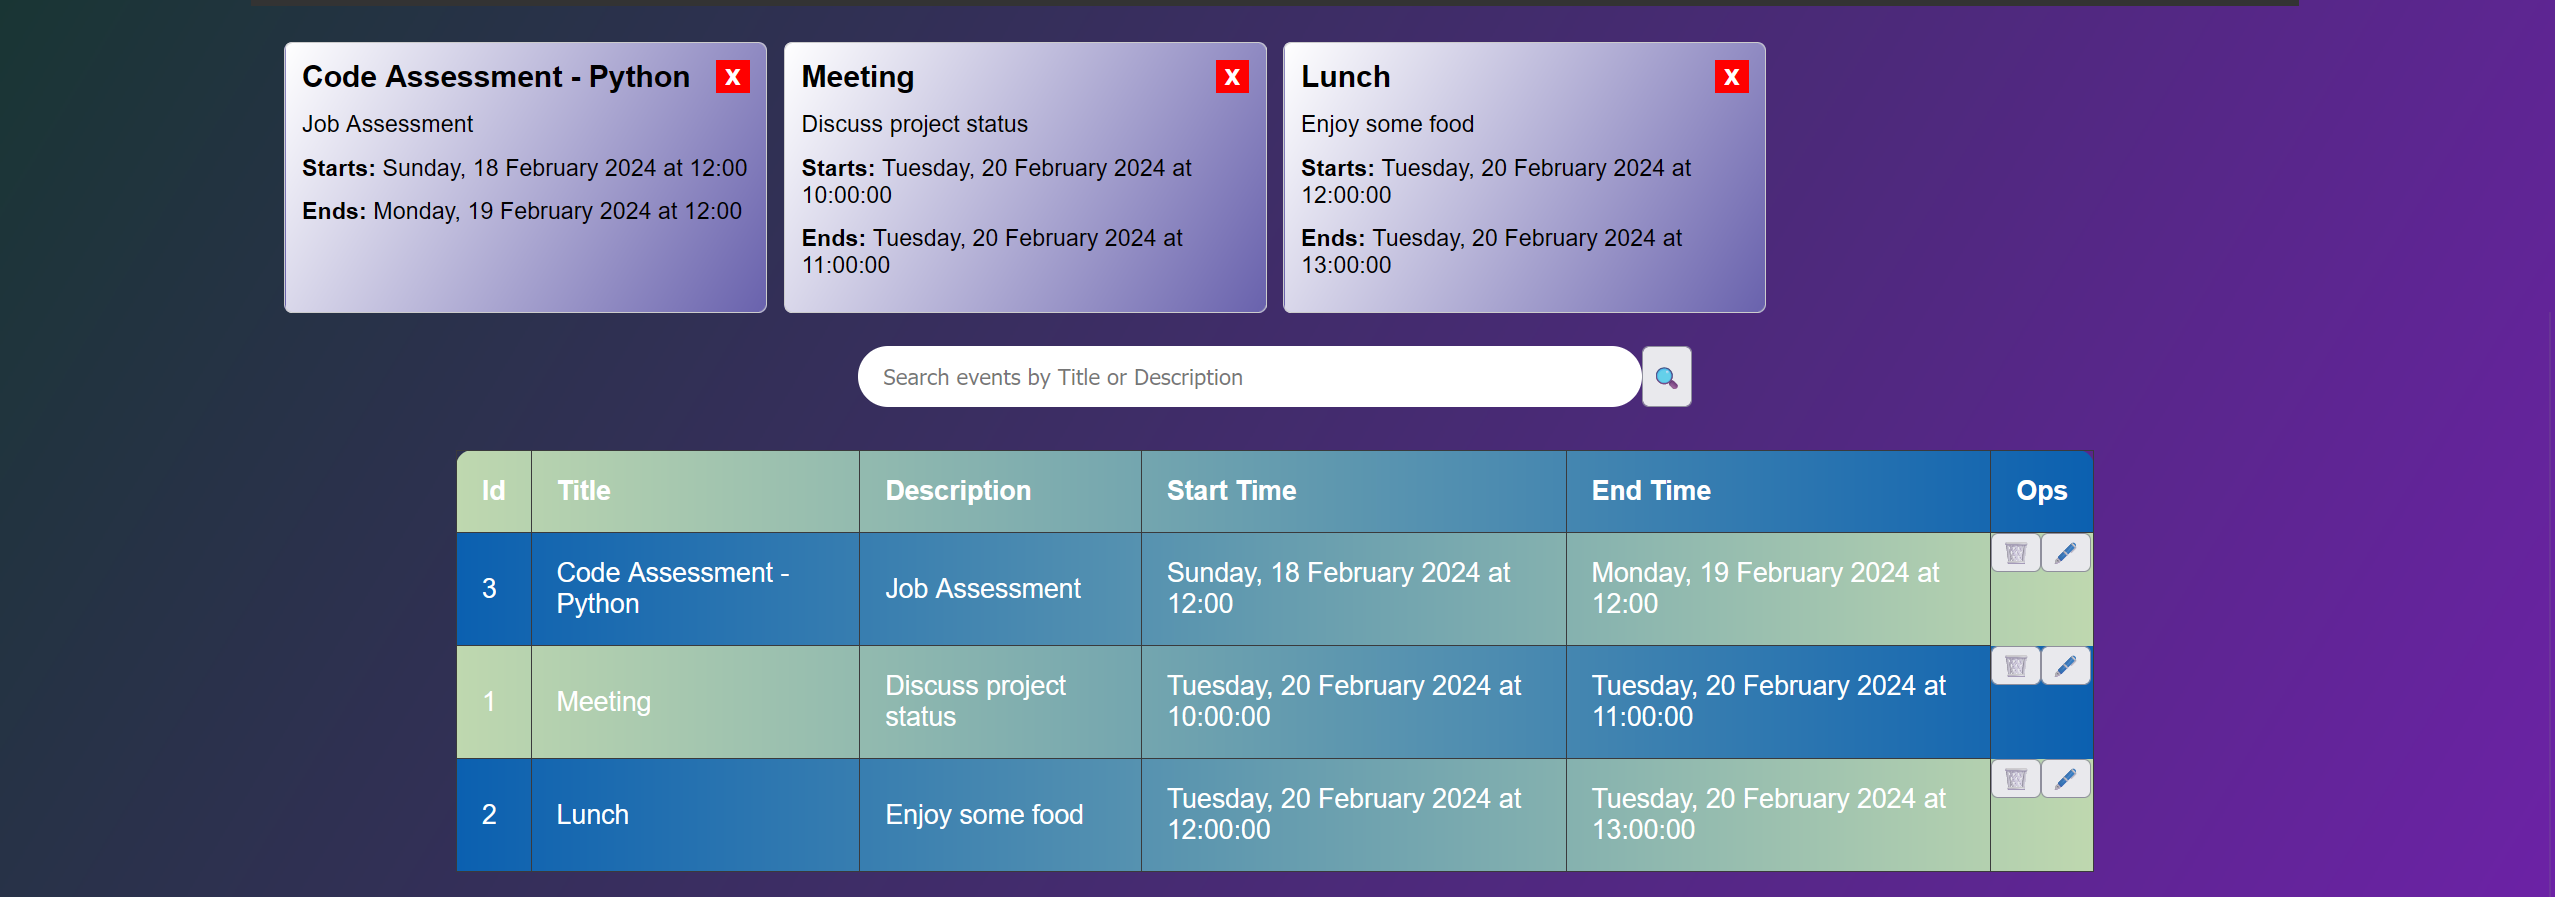 Code Assessment - Python X
Job Assessment
Starts: Sunday, 18 February 2024 at 12:00
Ends: Monday, 19 February 2024 at 12:00
Meeting X
Discuss project status
Starts: Tuesday, 20 February 2024 at
10:00:00
Ends: Tuesday, 20 February 2024 at
11:00:00
Lunch X
Enjoy some food
Starts: Tuesday, 20 February 2024 at
12:00:00
Ends: Tuesday, 20 February 2024 at
13:00:00
Search events by Title or Description
Id Title Description Start Time End Time Ops
3
Code Assessment -
Python
Job Assessment
Sunday, 18 February 2024 at
12:00
Monday, 19 February 2024 at
12:00
1
Meeting
Discuss project
status
Tuesday, 20 February 2024 at
10:00:00
Tuesday, 20 February 2024 at
11:00:00
2
Lunch
Enjoy some food
Tuesday, 20 February 2024 at
12:00:00
Tuesday, 20 February 2024 at
13:00:00